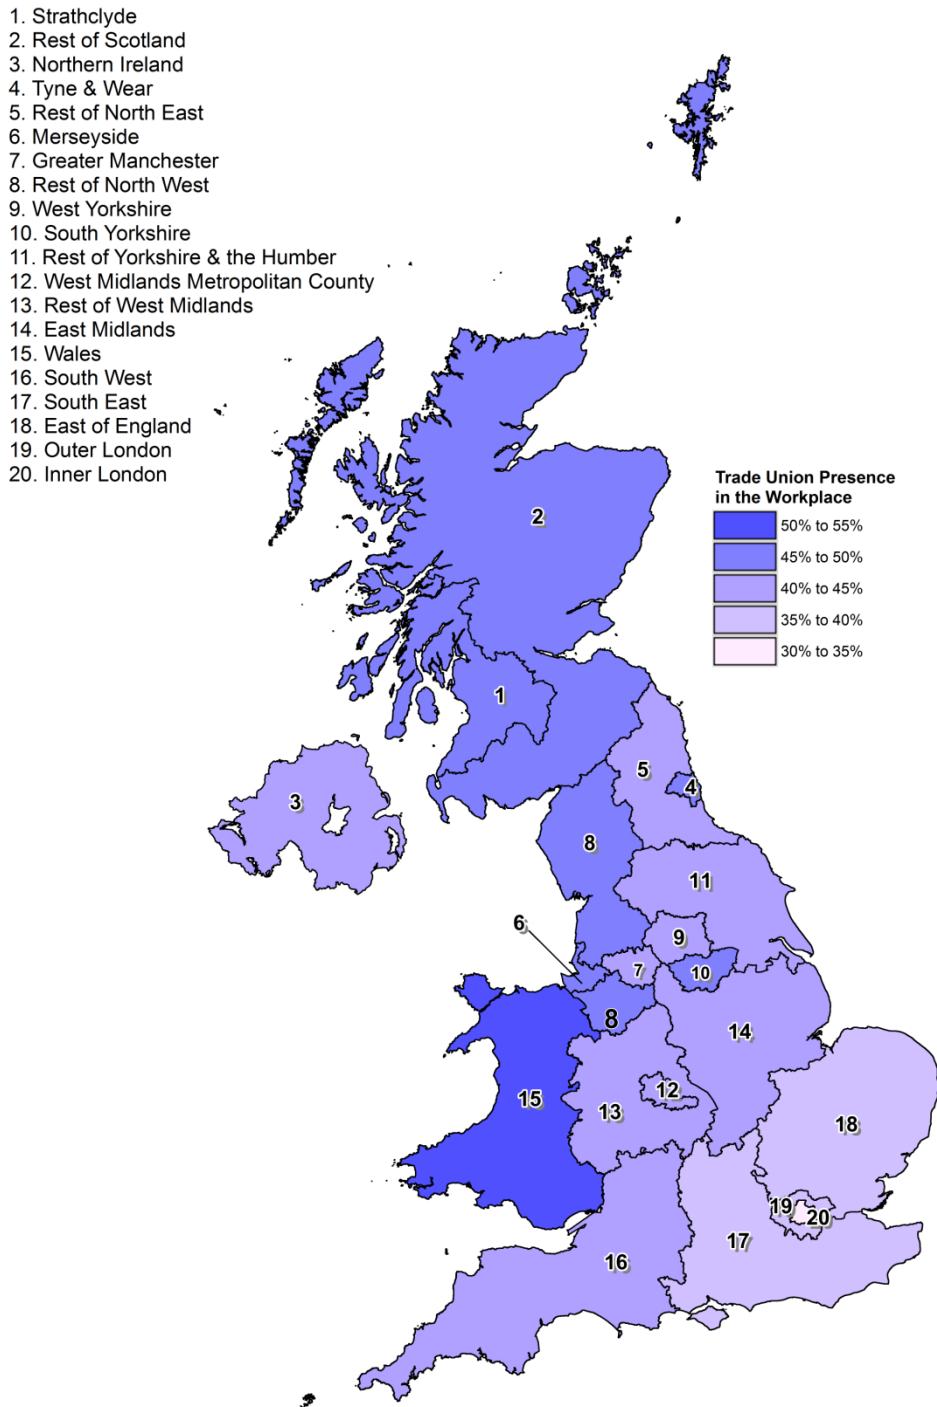 1. Strathclyde
2. Rest of Scotland
3. Northern Ireland
4. Tyne & Wear
5. Rest of North East
6. Merseyside
7. Greater Manchester
8. Rest of North West
9. West Yorkshire
10. South Yorkshire
11. Rest of Yorkshire & the Humber
12. West Midlands Metropolitan County
13. Rest of West Midlands
14. East Midlands
15. Wales
16. South West
17. South East
18. East of England
19. Outer London
20. Inner London
Trade Union Presence
in the Workplace
50% to 55%
45% to 50%
40% to 45%
35% to 40%
30% to 35%
2
1
5
4
3
8
11
6
9
7
10
8
14
12
15
13
18
19
20
17
16